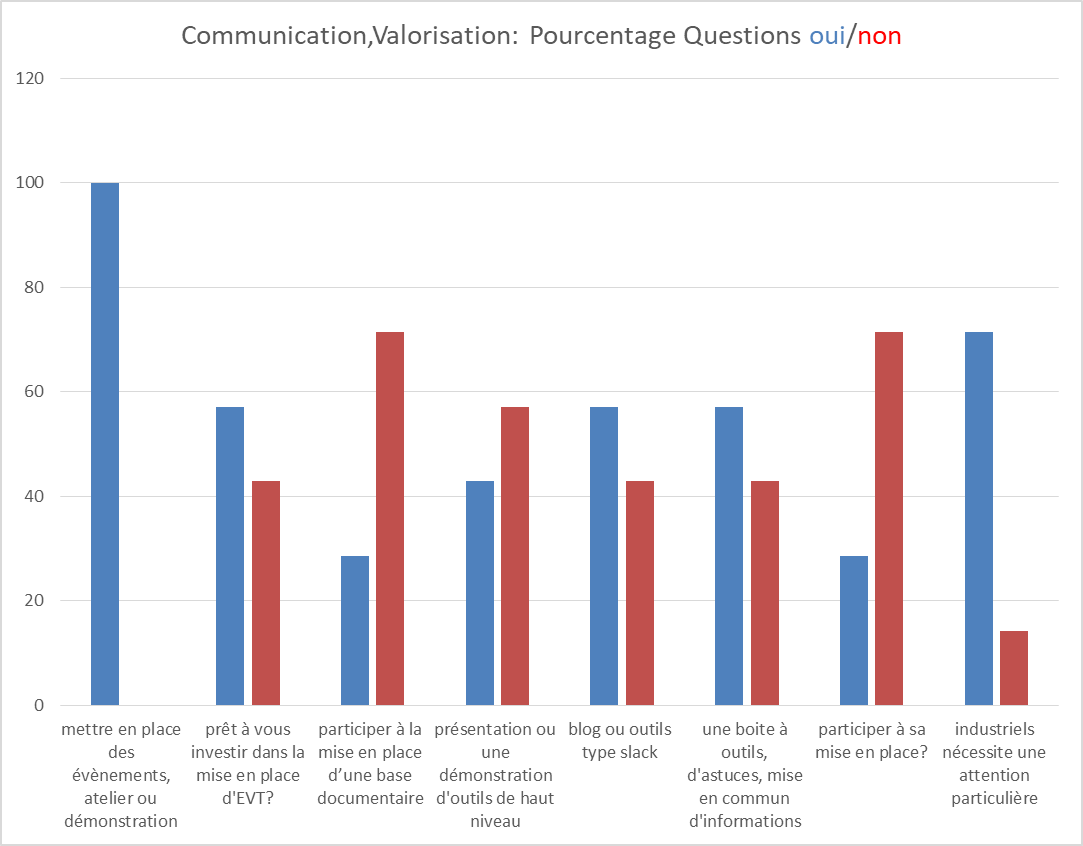 Communication,Valorisation: Pourcentage Questions oui/non
120
100
80
60
40
20
0
mettre en place
des
évènements,
atelier ou
démonstration
prêt à vous
investir dans la
mise en place
d'EVT?
participer à la
mise en place
d’une base
documentaire
présentation ou
une
démonstration
d'outils de haut
niveau
blog ou outils
type slack
une boite à
outils,
d'astuces, mise
en commun
d'informations
participer à sa
mise en place?
industriels
nécessite une
attention
particulière